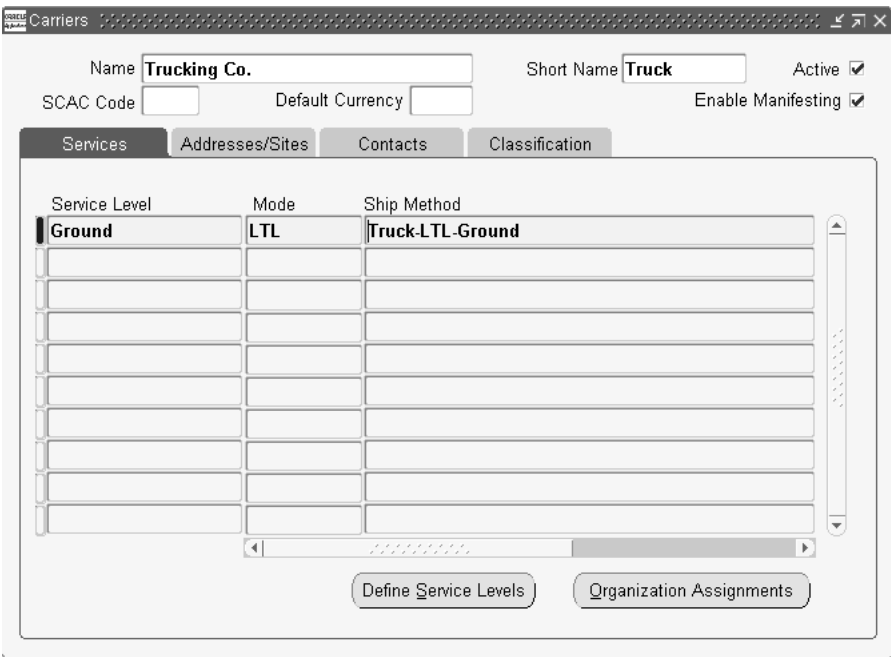 Carriers
Name Trucking Co. Short Name Truck Active
SCAC Code Default Currency Enable Manifesting
Services Addresses/Sites Contacts Classification
Service Level Mode Ship Method
Ground LTL Truck-LTL-Ground
Define Service Levels Organization Assignments